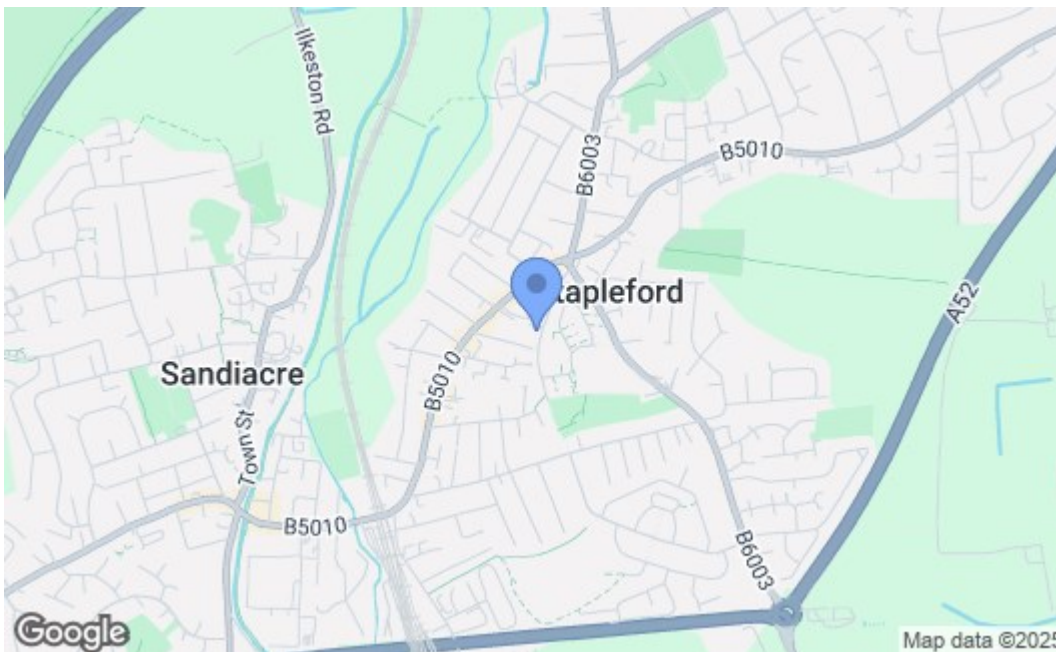 Ilkeston Rd
B6003
B5010
A52
tapleford
Sandiacre
B5010
Town St
B5010
B6003
Google
Map data ©2025